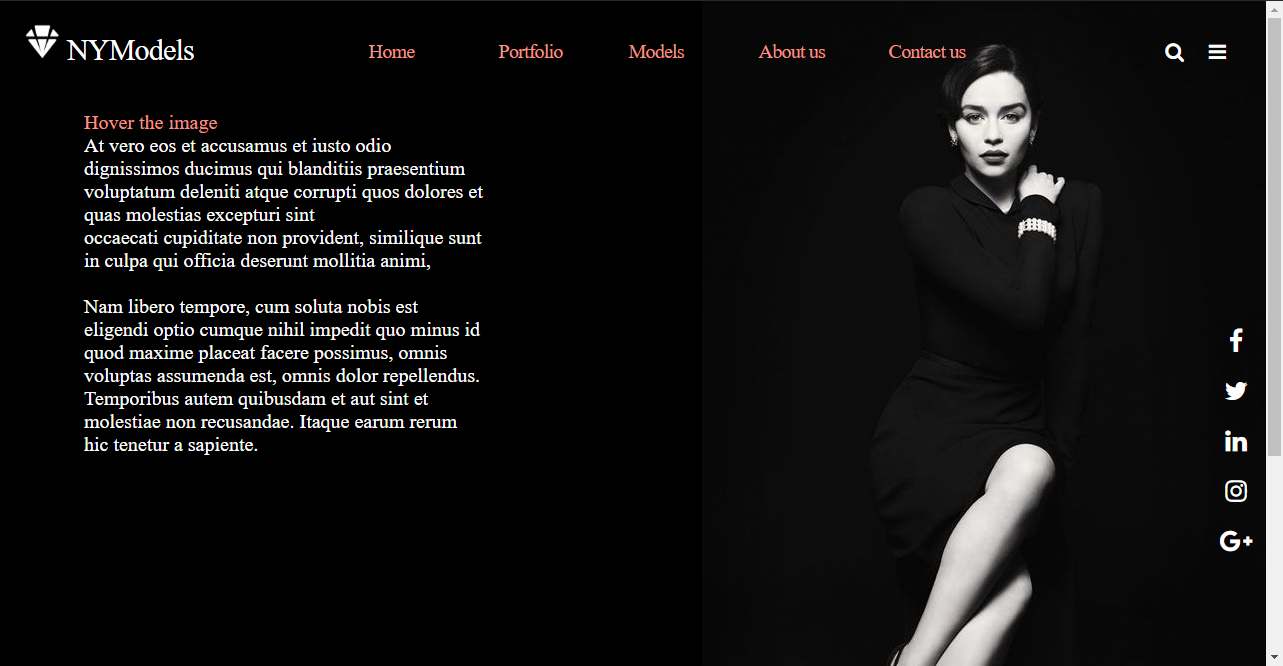 NYModels
Home
Portfolio
Models
About us
Contact us
Hover the image
At vero eos et accusamus et iusto odio
dignissimos ducimus qui blanditiis praesentium
voluptatum deleniti atque corrupti quos dolores et
quas molestias excepturi sint
occaecati cupiditate non provident, similique sunt
in culpa qui officia deserunt mollitia animi,
Nam libero tempore, cum soluta nobis est
eligendi optio cumque nihil impedit quo minus id
quod maxime placeat facere possimus, omnis
voluptas assumenda est, omnis dolor repellendus.
Temporibus autem quibusdam et aut sint et
molestiae non recusandae. Itaque earum rerum
hic tenetur a sapiente.